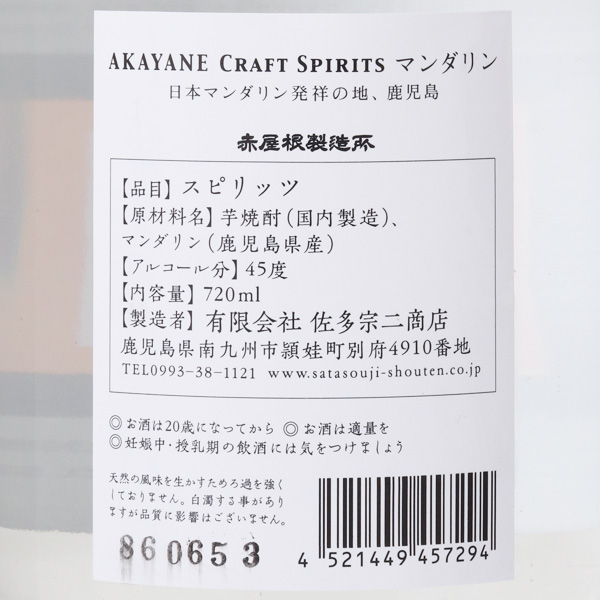 AKAYANE CRAFT SPIRITS マンダリン
日本マンダリン発祥の地、鹿児島
赤屋根製造所
【品目】スピリッツ
【原材料名】芋焼酎(国内製造)、
マンダリン(鹿児島県産)
【アルコール分】45度
【内容量】720ml
【製造者】有限会社 佐多宗二商店
鹿児島県南九州市頴娃町別府4910番地
TEL0993-38-1121 www.satasouji-shouten.co.jp
◎お酒は20歳になってから ◎お酒は適量を
◎妊娠中・授乳期の飲酒には気をつけましょう
天然の風味を生かすためろ過を強く
しておりません。白濁する事があり
ますが品質に影響はございません。
860653
4 521449 457294